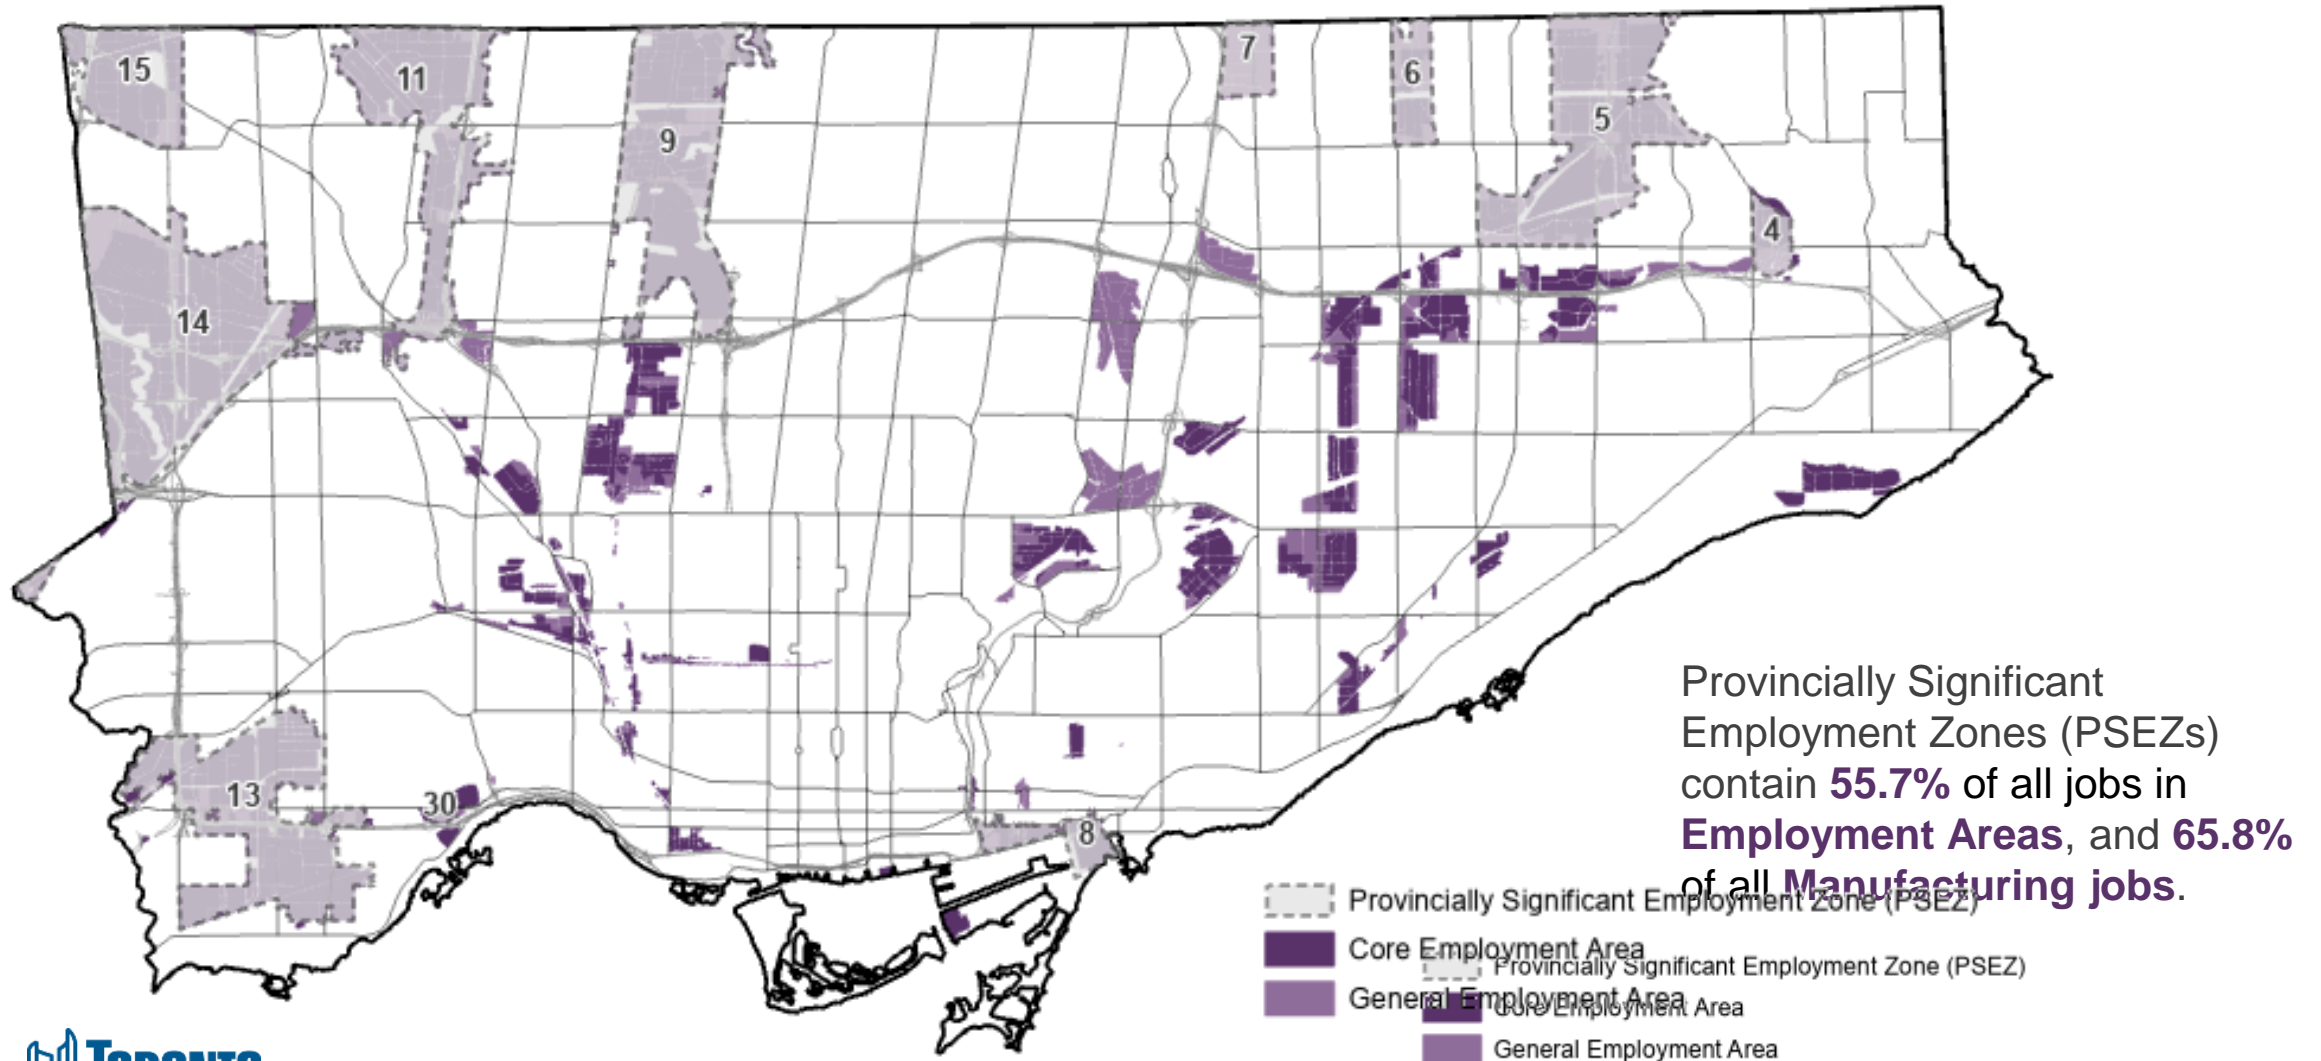 15
11
9
7
6
5
4
14
13
30
8
Provincially Significant
Employment Zones (PSEZs)
contain 55.7% of all jobs in
Employment Areas, and 65.8%
of all Manufacturing jobs.
Provincially Significant Employment Zone (PSEZ)
Core Employment Area
General Employment Area
Provincially Significant Employment Zone (PSEZ)
Core Employment Area
General Employment Area
TORONTO